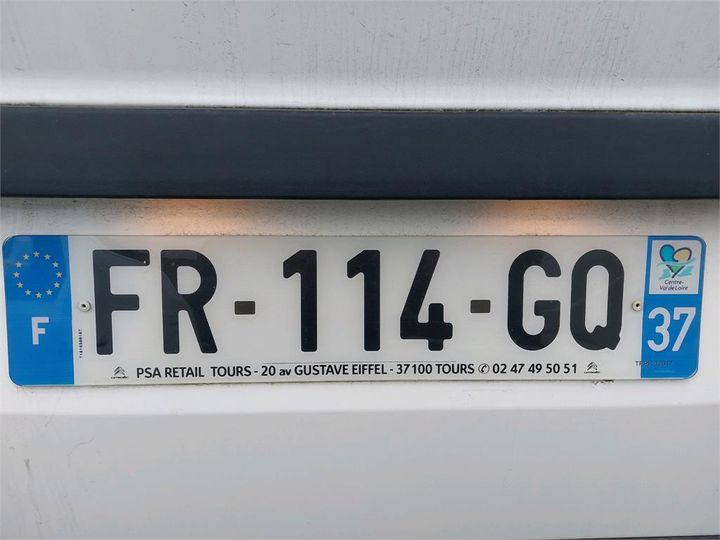 F FR-114-GQ 37
Centre-
Val de Loire
PSA RETAIL TOURS - 20 av GUSTAVE EIFFEL - 37100 TOURS ✆ 02 47 49 50 51